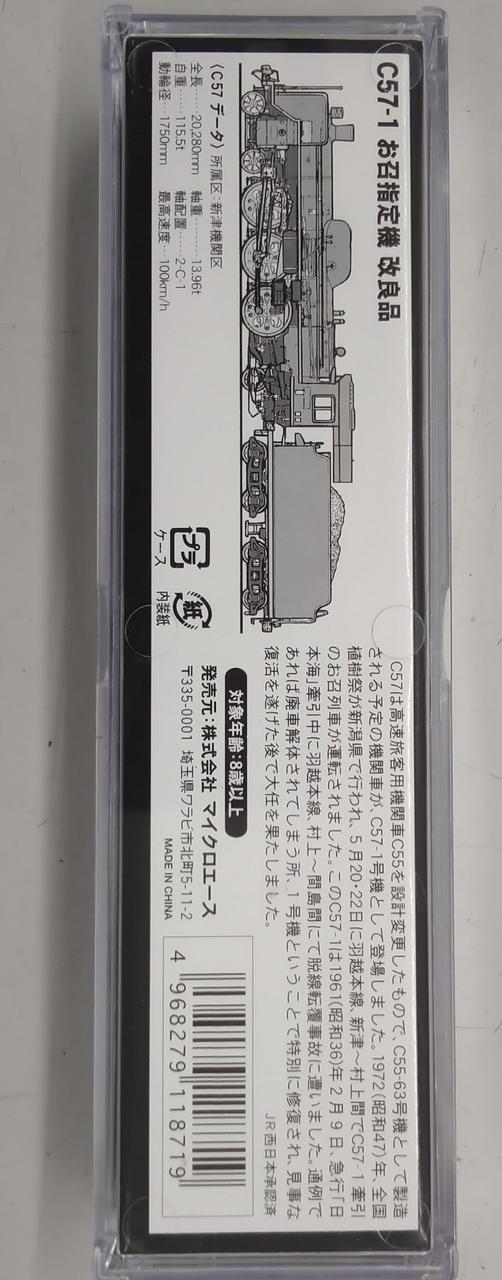 C57-1 お召指定機 改良品
〈C57 データ〉 所属区：新津機関区
全長……20,280mm 軸重………13.96t
自重……115.5t 軸配置……2-C-1
動輪径…1750mm 最高速度…100km/h
プラ
ケース
紙
内装紙
C57は高速旅客用機関車C55を設計変更したもので、C55-63号機として製造
される予定の機関車が、C57-1号機として登場しました。1972(昭和47)年、全国
植樹祭が新潟県で行われ、5月20・22日に羽越本線、新津～村上間でC57-1牽引
のお召列車が運転されました。このC57-1は1961(昭和36)年2月9日、急行「日
本海」牽引中に羽越本線、村上～間島間にて脱線転覆事故に遭いました。通例で
あれば廃車解体されてしまう所、1号機ということで特別に修復され、見事な
復活を遂げた後で大任を果たしました。
JR西日本承認済
対象年齢：8歳以上
発売元：株式会社 マイクロエース
〒335-0001 埼玉県ワラビ市北町5-11-2
MADE IN CHINA
4 968279 118719